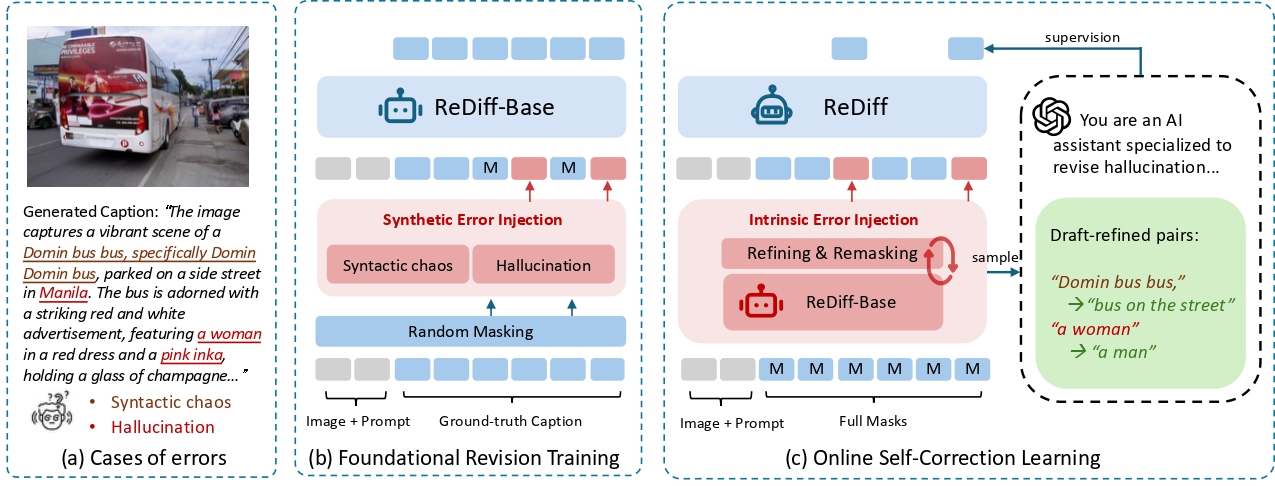 PRIVILEGES
Generated Caption: “The image
captures a vibrant scene of a
Domin bus bus, specifically Domin
Domin bus, parked on a side street
in Manila. The bus is adorned with
a striking red and white
advertisement, featuring a woman
in a red dress and a pink inka,
holding a glass of champagne…”
• Syntactic chaos
• Hallucination
(a) Cases of errors
ReDiff-Base
M M
Synthetic Error Injection
Syntactic chaos Hallucination
Random Masking
Image + Prompt Ground-truth Caption
(b) Foundational Revision Training
ReDiff
Intrinsic Error Injection
Refining & Remasking
ReDiff-Base
M M M M M M
Image + Prompt Full Masks
supervision
sample
You are an AI
assistant specialized to
revise hallucination...
Draft-refined pairs:
“Domin bus bus,”
→“bus on the street”
“a woman”
→ “a man”
(c) Online Self-Correction Learning